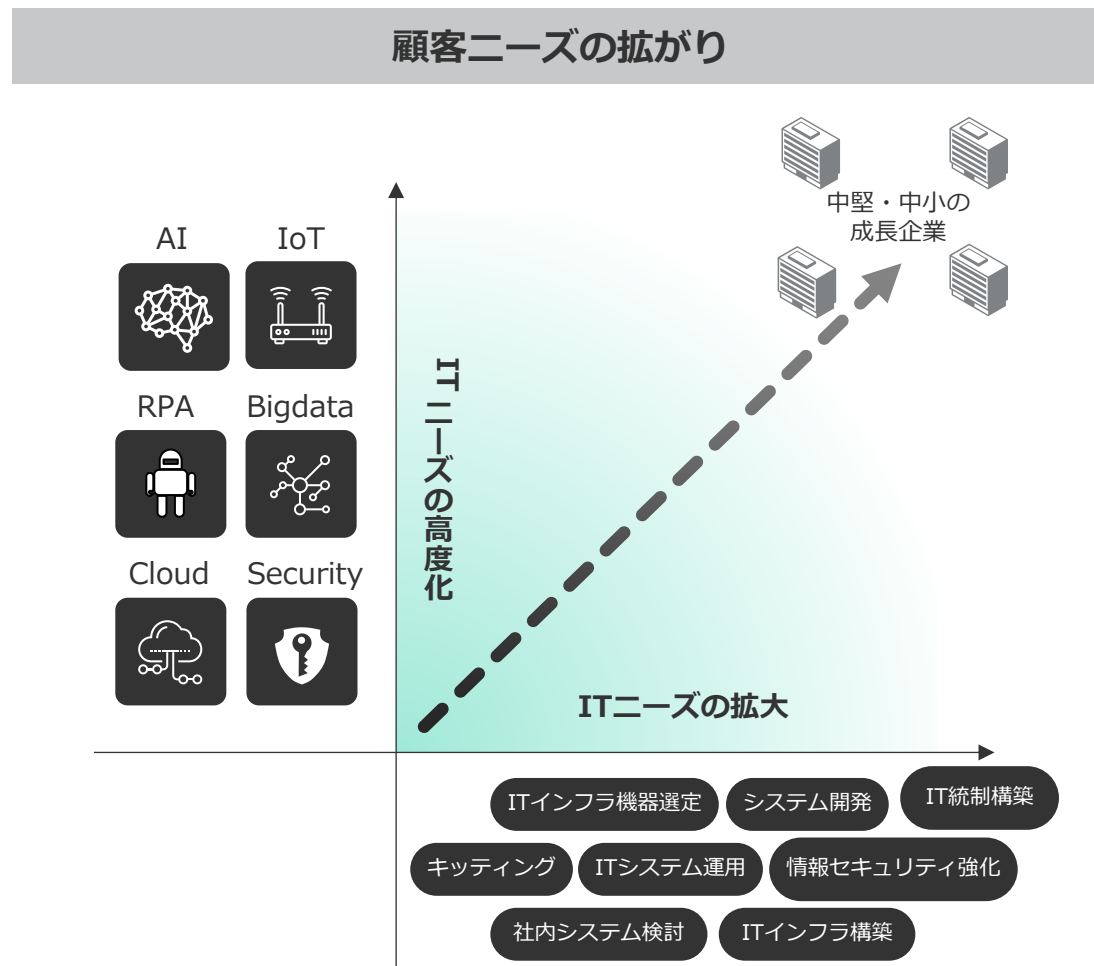 顧客ニーズの拡がり
中堅・中小の
成長企業
AI
IoT
RPA
Bigdata
Cloud
Security
ITニーズの高度化
ITニーズの拡大
ITインフラ機器選定
システム開発
IT統制構築
キッティング
ITシステム運用
情報セキュリティ強化
社内システム検討
ITインフラ構築